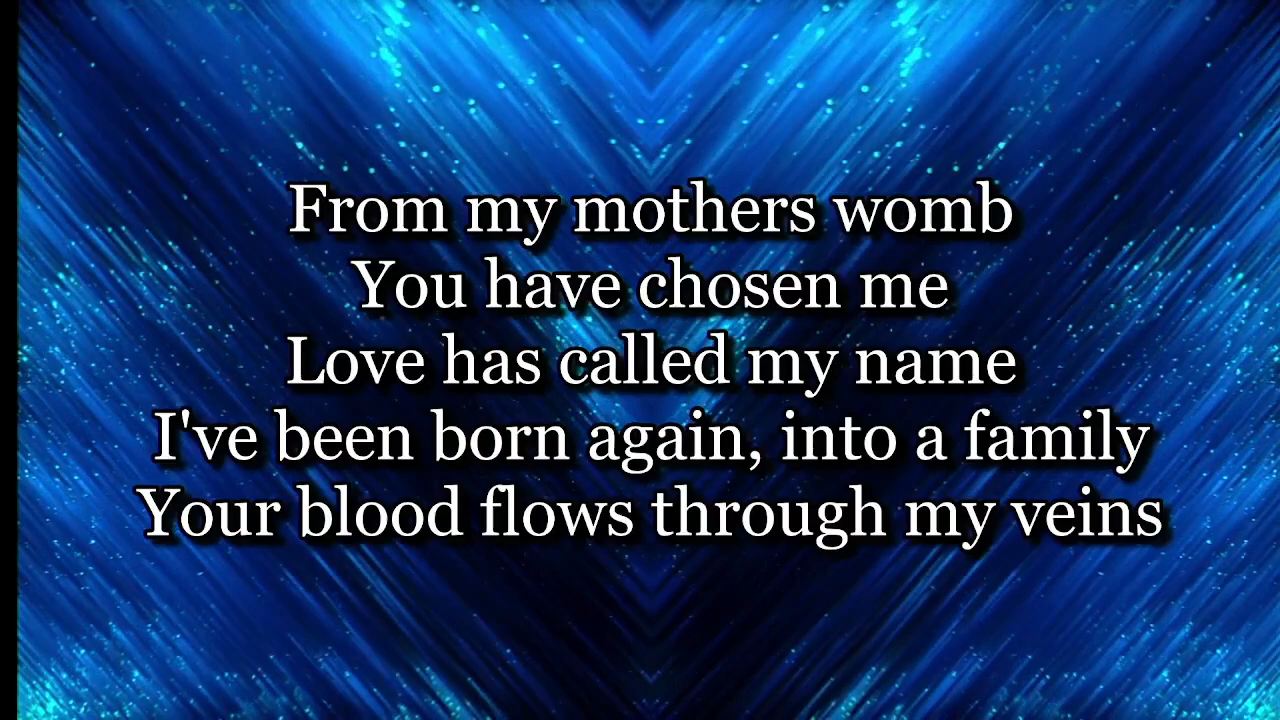 From my mothers womb
You have chosen me
Love has called my name
I've been born again, into a family
Your blood flows through my veins